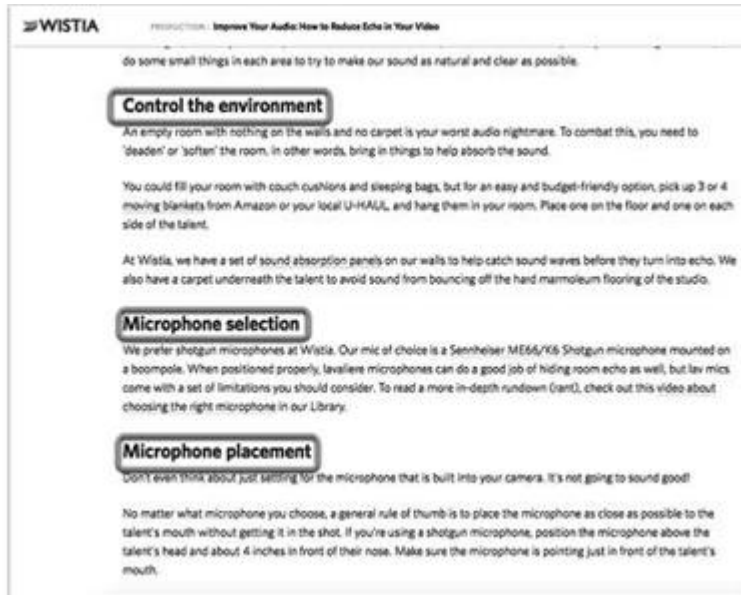 WISTIA
PRODUCTION / Improve Your Audio: How to Reduce Echo in Your Video
do some small things in each area to try to make our sound as natural and clear as possible.
Control the environment
An empty room with nothing on the walls and no carpet is your worst audio nightmare. To combat this, you need to
'deaden' or 'soften' the room, in other words, bring in things to help absorb the sound.
You could fill your room with couch cushions and sleeping bags, but for an easy and budget-friendly option, pick up 3 or 4
moving blankets from Amazon or your local U-HAUL, and hang them in your room. Place one on the floor and one on each
side of the talent.
At Wistia, we have a set of sound absorption panels on our walls to help catch sound waves before they turn into echo. We
also have a carpet underneath the talent to avoid sound from bouncing off the hard marmoleum flooring of the studio.
Microphone selection
We prefer shotgun microphones at Wistia. Our mic of choice is a Sennheiser ME66/K6 Shotgun microphone mounted on
a boompole. When positioned properly, lavaliere microphones can do a good job of hiding room echo as well, but lav mics
come with a set of limitations you should consider. To read a more in-depth rundown (rant), check out this video about
choosing the right microphone in our Library.
Microphone placement
Don't even think about just settling for the microphone that is built into your camera. It's not going to sound good!
No matter what microphone you choose, a general rule of thumb is to place the microphone as close as possible to the
talent's mouth without getting it in the shot. If you're using a shotgun microphone, position the microphone above the
talent's head and about 4 inches in front of their nose. Make sure the microphone is pointing just in front of the talent's
mouth.